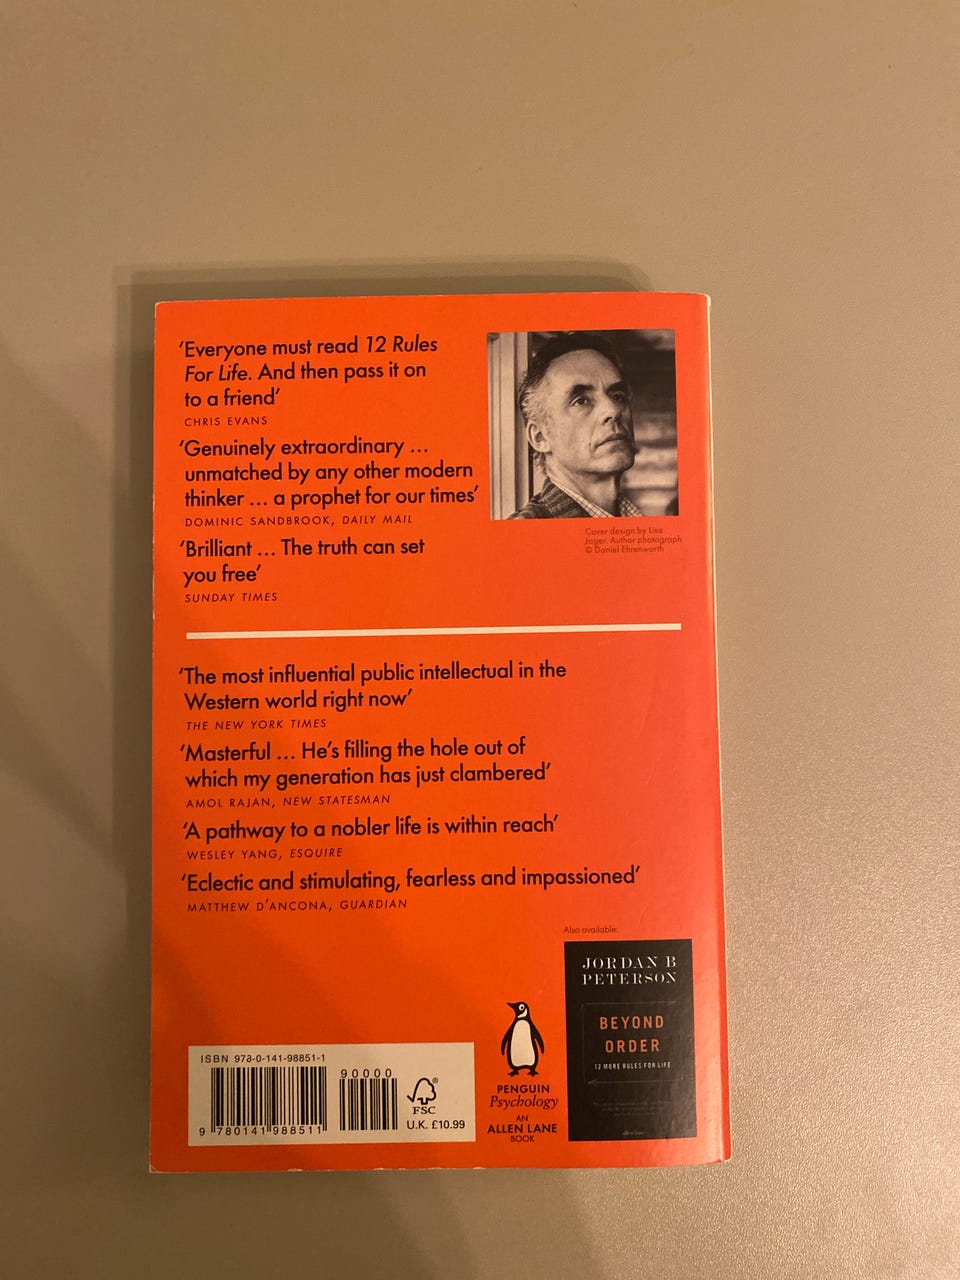 ‘Everyone must read 12 Rules
For Life. And then pass it on
to a friend’
CHRIS EVANS
‘Genuinely extraordinary ...
unmatched by any other modern
thinker ... a prophet for our times’
DOMINIC SANDBROOK, DAILY MAIL
‘Brilliant ... The truth can set
you free’
SUNDAY TIMES
Cover design by Lisa
Jager. Author photograph
© Daniel Ehrenworth
‘The most influential public intellectual in the
Western world right now’
THE NEW YORK TIMES
‘Masterful ... He’s filling the hole out of
which my generation has just clambered’
AMOL RAJAN, NEW STATESMAN
‘A pathway to a nobler life is within reach’
WESLEY YANG, ESQUIRE
‘Eclectic and stimulating, fearless and impassioned’
MATTHEW D’ANCONA, GUARDIAN
Also available:
JORDAN B
PETERSON
BEYOND
ORDER
12 MORE RULES FOR LIFE
allen lane
PENGUIN
Psychology
AN
ALLEN LANE
BOOK
ISBN 978-0-141-98851-1
90000
9 780141 988511
FSC
U.K. £10.99